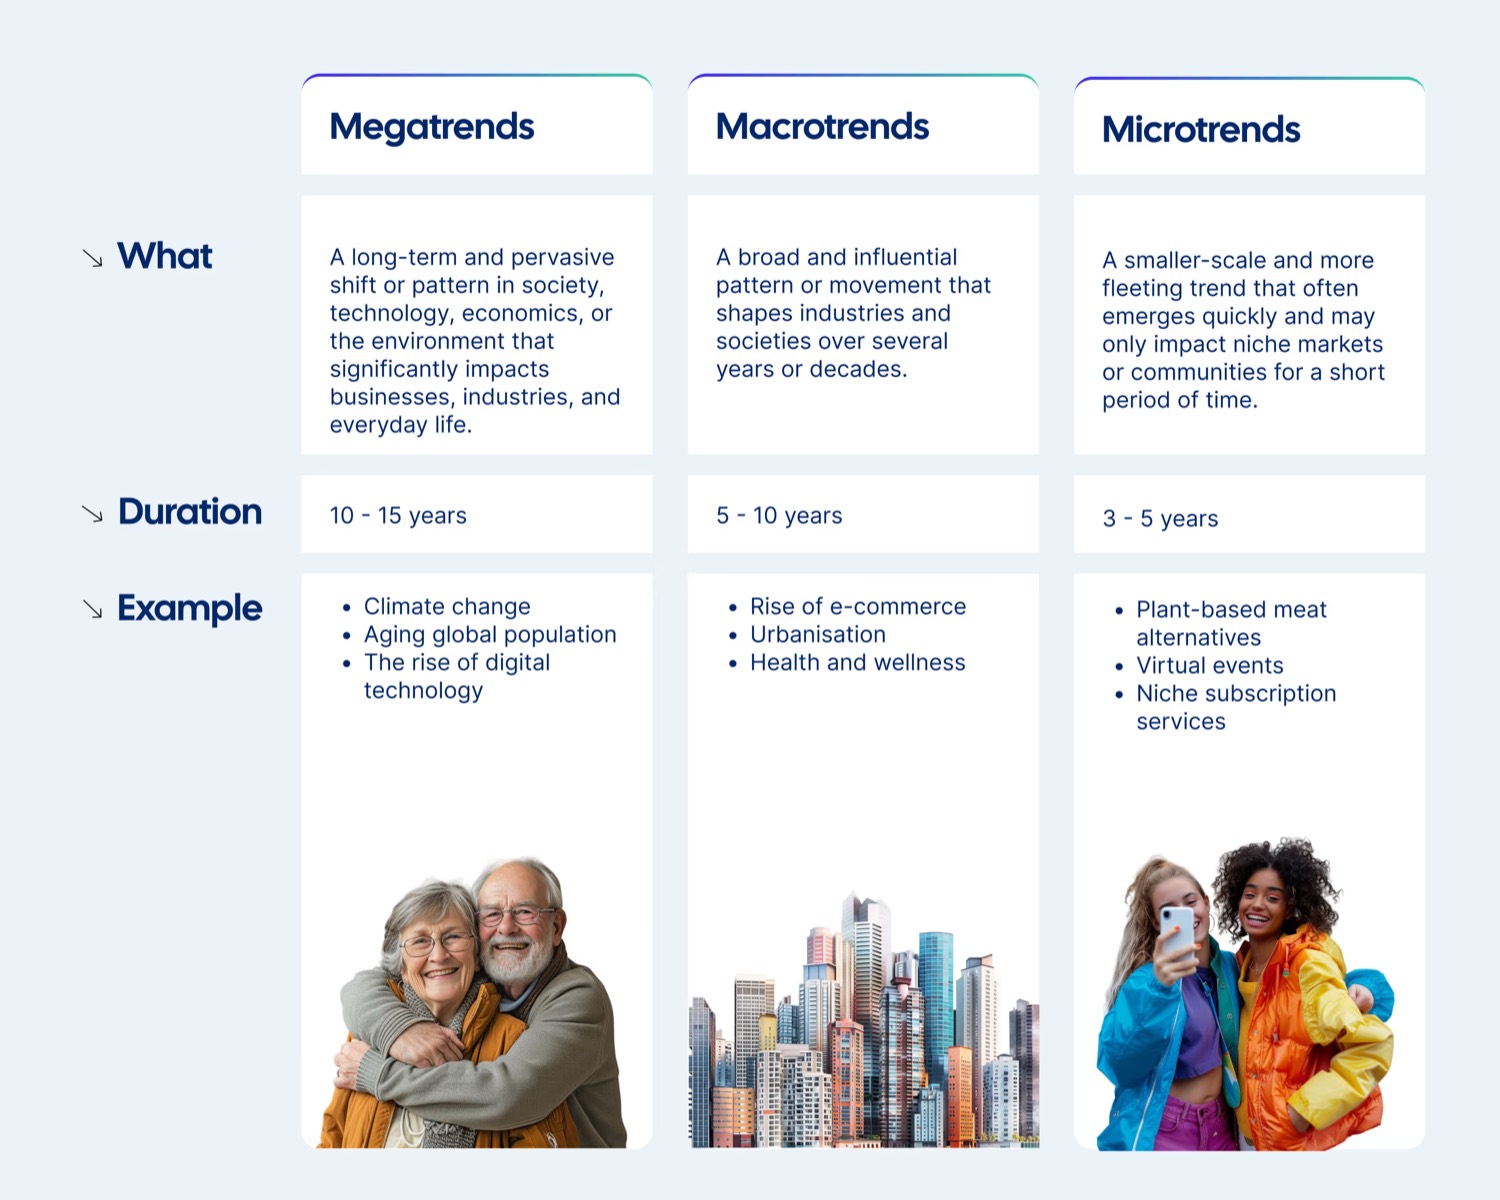 Megatrends
Macrotrends
Microtrends
What
A long-term and pervasive
shift or pattern in society,
technology, economics, or
the environment that
significantly impacts
businesses, industries, and
everyday life.
A broad and influential
pattern or movement that
shapes industries and
societies over several
years or decades.
A smaller-scale and more
fleeting trend that often
emerges quickly and may
only impact niche markets
or communities for a short
period of time.
Duration
10 - 15 years
5 - 10 years
3 - 5 years
Example
• Climate change
• Aging global population
• The rise of digital
technology
• Rise of e-commerce
• Urbanisation
• Health and wellness
• Plant-based meat
alternatives
• Virtual events
• Niche subscription
services